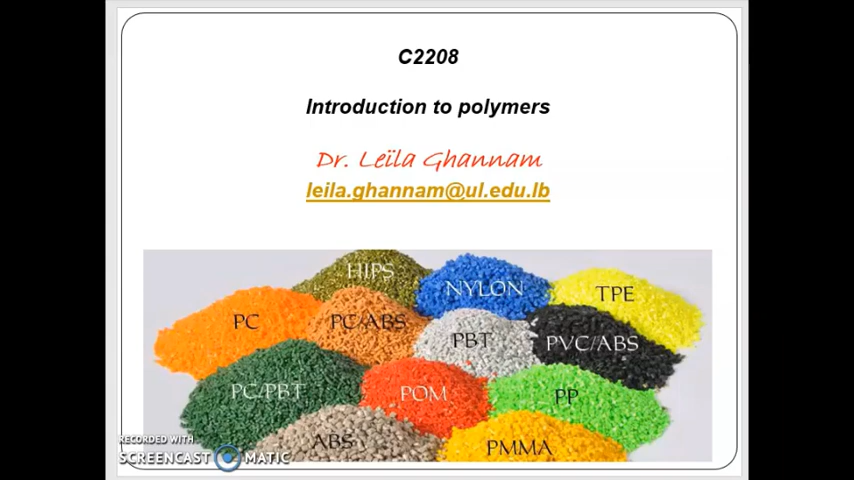 C2208
Introduction to polymers
Dr. Leïla Ghannam
leila.ghannam@ul.edu.lb
HIPS
NYLON
TPE
PC
PC/ABS
PBT
PVC/ABS
PC/PBT
POM
PP
ABS
PMMA
RECORDED WITH
SCREENCAST MATIC